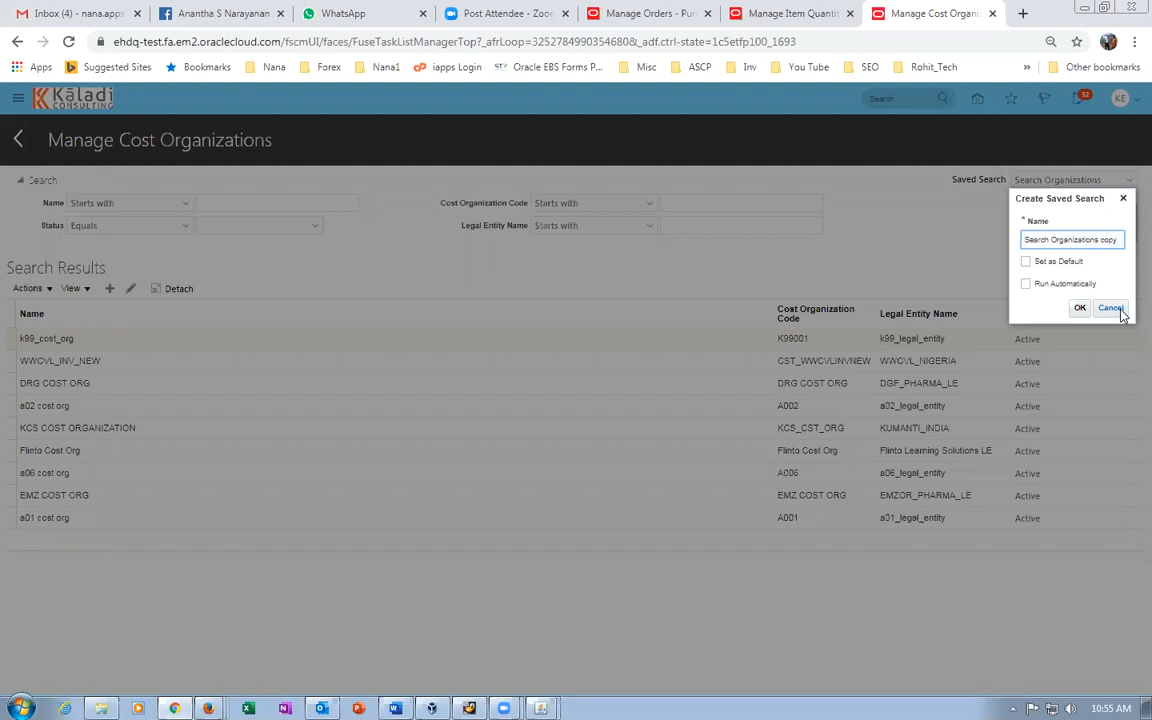 Inbox (4) - nana.apps
Anantha S Narayanan
WhatsApp
Post Attendee - Zoom
Manage Orders - Pur
Manage Item Quantit
Manage Cost Organiz
ehdq-test.fa.em2.oraclecloud.com/fscmUI/faces/FuseTaskListManagerTop?_afrLoop=3252784990354680&_adf.ctrl-state=1c5etfp100_1693
Apps Suggested Sites Bookmarks Nana Forex Nana1 iapps Login Oracle EBS Forms P... Misc ASCP Inv You Tube SEO Rohit_Tech » Other bookmarks
Kaladi CONSULTING
Search
52
KE
Manage Cost Organizations
Search
Saved Search Search Organizations
Name Starts with Cost Organization Code Starts with
Status Equals Legal Entity Name Starts with
Create Saved Search
* Name
Search Organizations copy
Set as Default
Run Automatically
OK Cancel
Search Results
Actions View Detach
Name Cost Organization Code Legal Entity Name
k99_cost_org K99001 k99_legal_entity Active
WWCVL_INV_NEW CST_WWCVLINVNEW WWCVL_NIGERIA Active
DRG COST ORG DRG COST ORG DGF_PHARMA_LE Active
a02 cost org A002 a02_legal_entity Active
KCS COST ORGANIZATION KCS_CST_ORG KUMANTI_INDIA Active
Flinto Cost Org Flinto Cost Org Flinto Learning Solutions LE Active
a06 cost org A006 a06_legal_entity Active
EMZ COST ORG EMZ COST ORG EMZOR_PHARMA_LE Active
a01 cost org A001 a01_legal_entity Active
10:55 AM